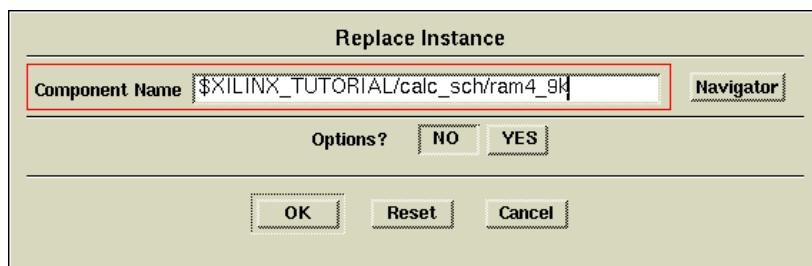 Replace Instance
Component Name $XILINX_TUTORIAL/calc_sch/ram4_9k Navigator
Options? NO YES
OK Reset Cancel